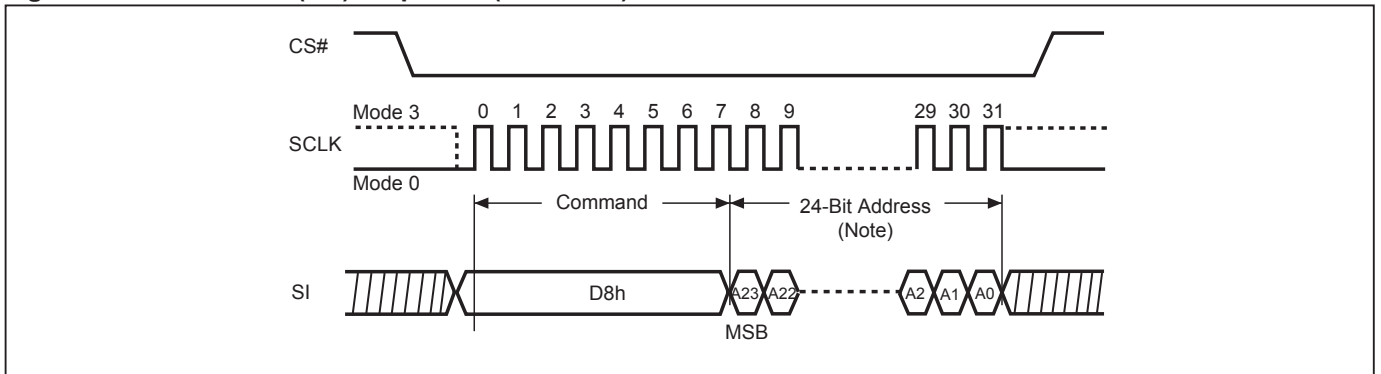 CS#
Mode 3
0 1 2 3 4 5 6 7 8 9 29 30 31
SCLK
Mode 0
Command
24-Bit Address
(Note)
SI
D8h
A23 A22 A2 A1 A0
MSB